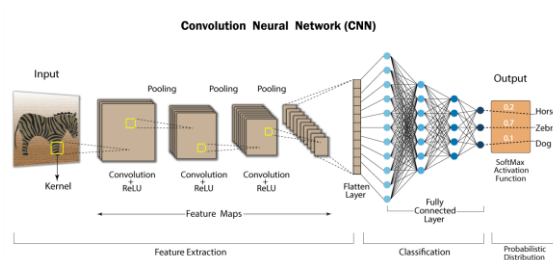 Convolution Neural Network (CNN)
Input
Output
Pooling
Pooling
Pooling
0.2
0.7
0.1
Hors
Zebr
Dog
Kernel
Convolution
+
ReLU
Convolution
+
ReLU
Convolution
+
ReLU
Flatten
Layer
SoftMax
Activation
Function
Feature Maps
Fully
Connected
Layer
Feature Extraction
Classification
Probabilistic
Distribution